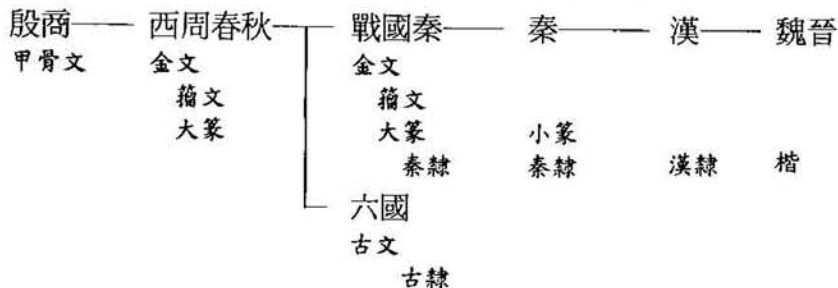 殷商 西周春秋 戰國秦 秦 漢 魏晉
甲骨文 金文 金文
籀文 籀文
大篆 大篆 小篆
秦隸 秦隸 漢隸 楷
六國
古文
古隸